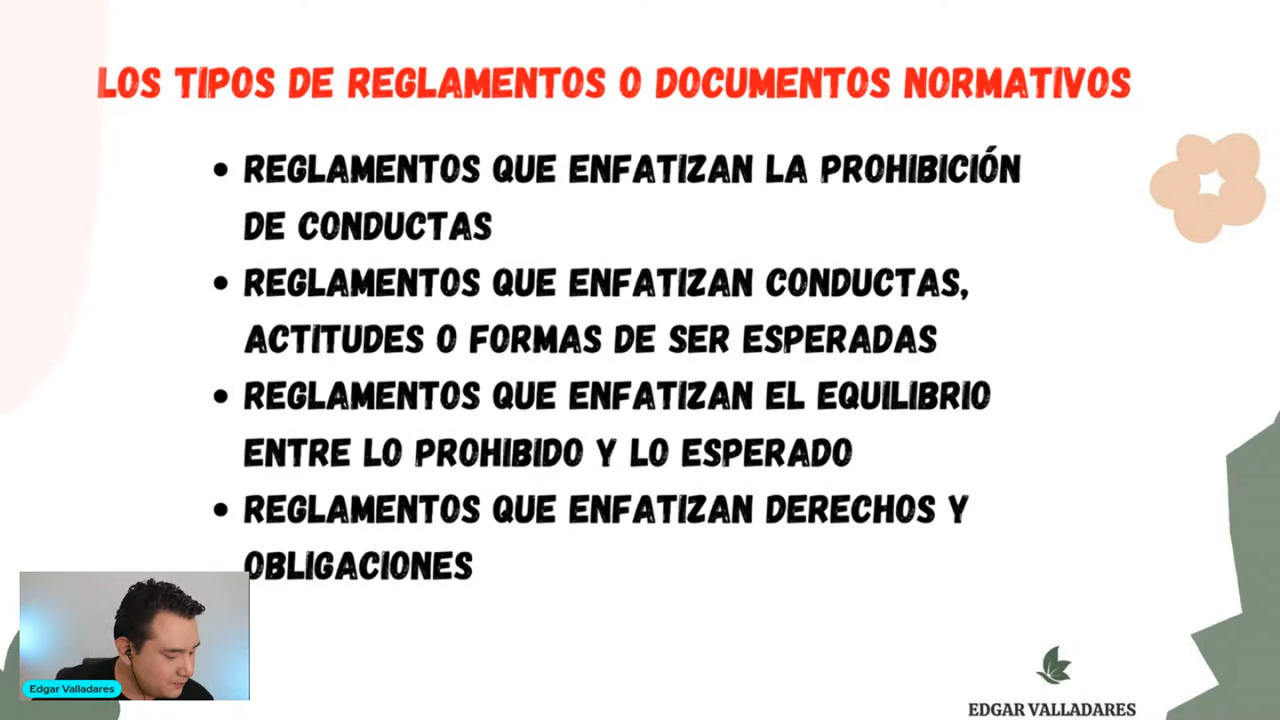 LOS TIPOS DE REGLAMENTOS O DOCUMENTOS NORMATIVOS
• REGLAMENTOS QUE ENFATIZAN LA PROHIBICIÓN
DE CONDUCTAS
• REGLAMENTOS QUE ENFATIZAN CONDUCTAS,
ACTITUDES O FORMAS DE SER ESPERADAS
• REGLAMENTOS QUE ENFATIZAN EL EQUILIBRIO
ENTRE LO PROHIBIDO Y LO ESPERADO
• REGLAMENTOS QUE ENFATIZAN DERECHOS Y
OBLIGACIONES
Edgar Valladares
EDGAR VALLADARES